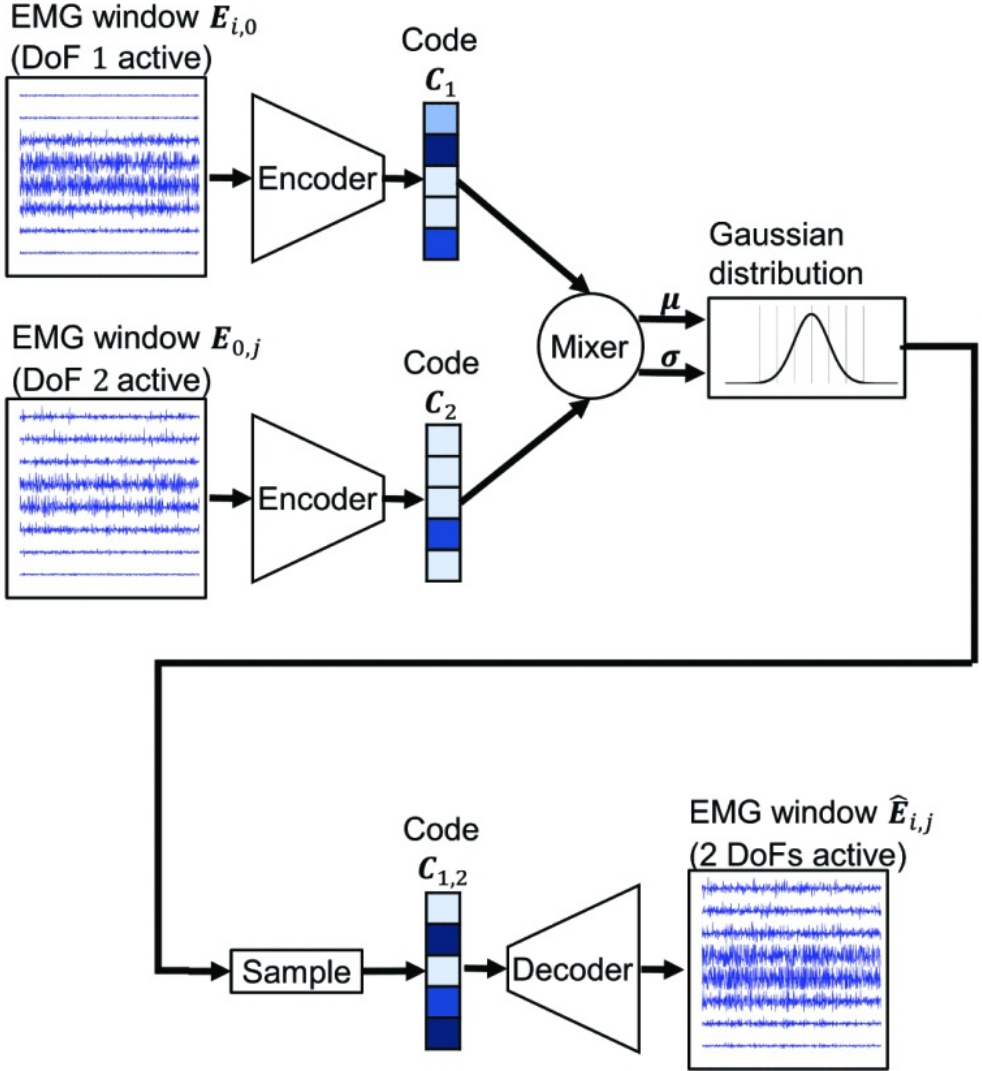 EMG window E_{i,0}
(DoF 1 active)
Encoder
Code
C_1
EMG window E_{0,j}
(DoF 2 active)
Encoder
Code
C_2
Mixer
μ
σ
Gaussian
distribution
Sample
Code
C_{1,2}
Decoder
EMG window Ê_{i,j}
(2 DoFs active)